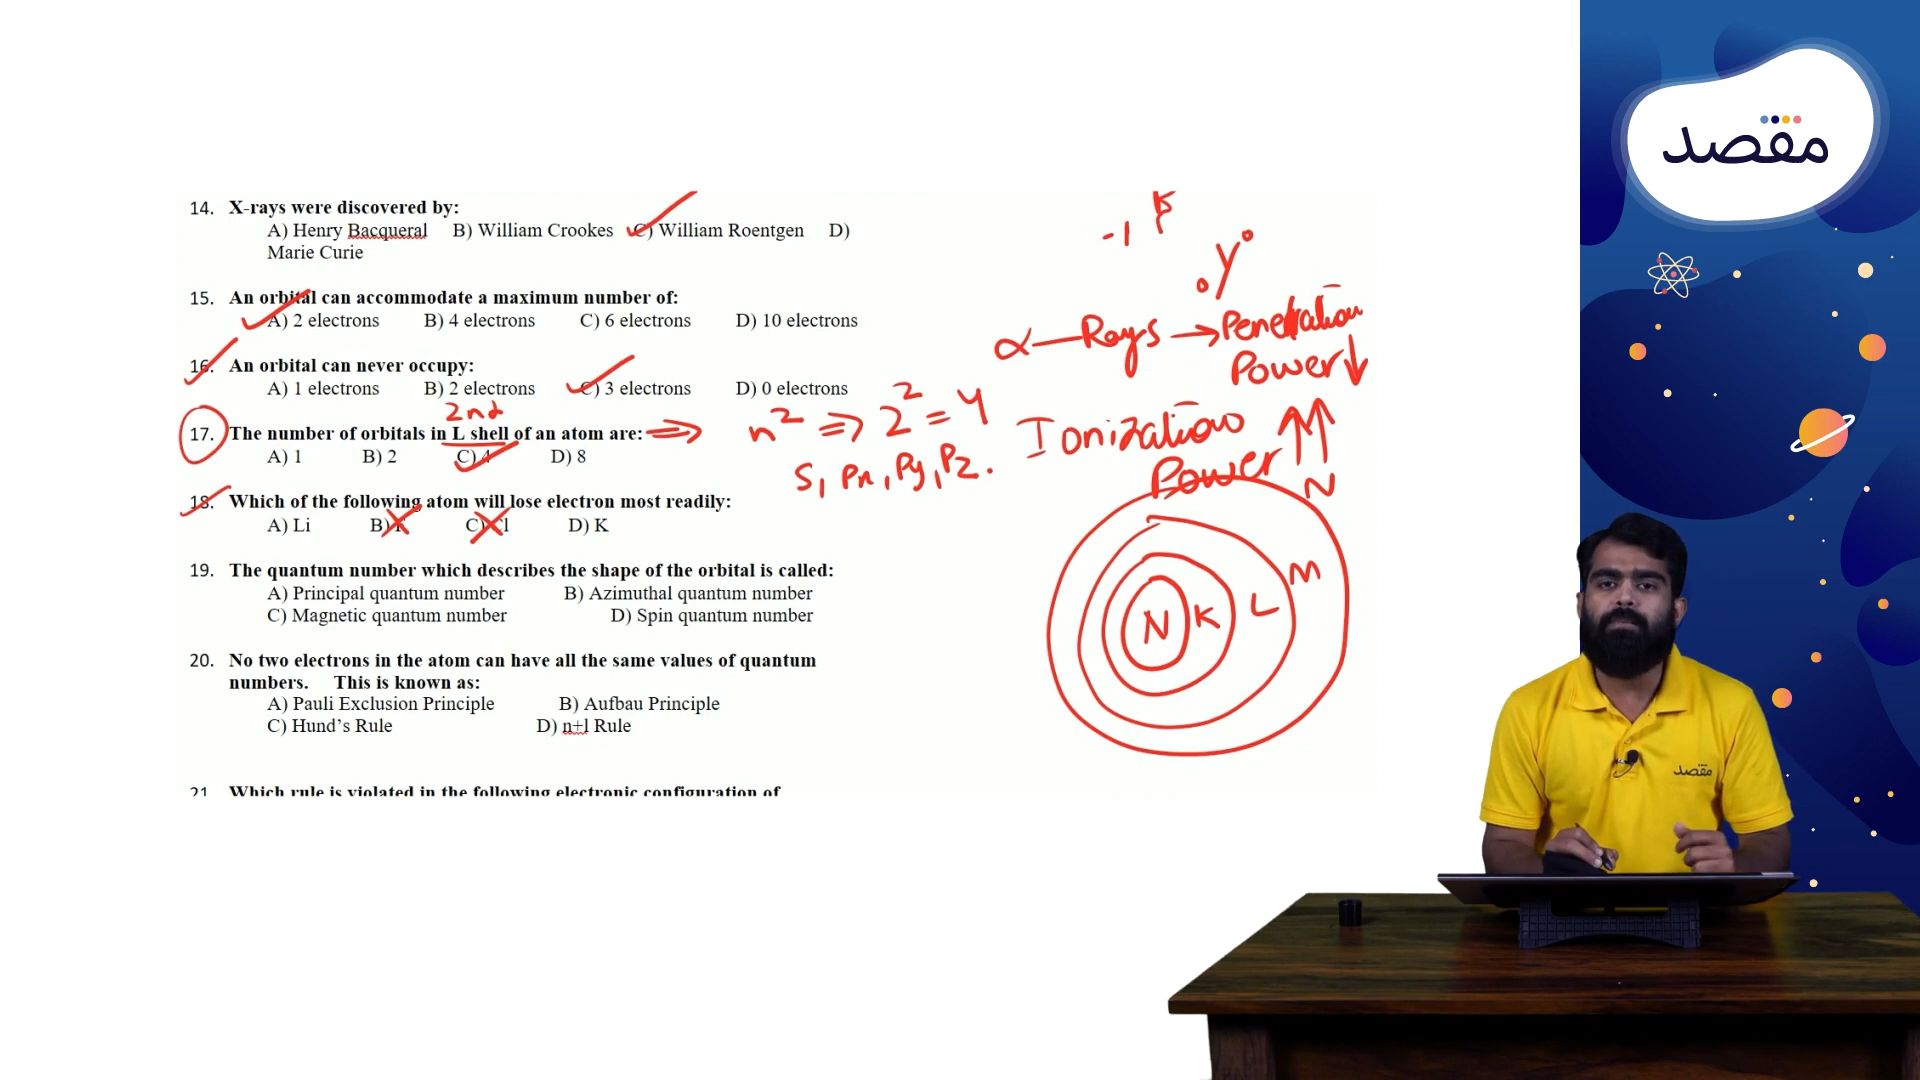 14. X-rays were discovered by:
A) Henry Bacqueral B) William Crookes C) William Roentgen D)
Marie Curie
15. An orbital can accommodate a maximum number of:
A) 2 electrons B) 4 electrons C) 6 electrons D) 10 electrons
16. An orbital can never occupy:
A) 1 electrons B) 2 electrons C) 3 electrons D) 0 electrons
2nd
17. The number of orbitals in L shell of an atom are:
A) 1 B) 2 C) 4 D) 8
18. Which of the following atom will lose electron most readily:
A) Li B) C) Cl D) K
19. The quantum number which describes the shape of the orbital is called:
A) Principal quantum number B) Azimuthal quantum number
C) Magnetic quantum number D) Spin quantum number
20. No two electrons in the atom can have all the same values of quantum
numbers. This is known as:
A) Pauli Exclusion Principle B) Aufbau Principle
C) Hund’s Rule D) n+l Rule
21 Which rule is violated in the following electronic configuration of
-1
α-Rays → Penetration
Power ↓
n² ⇒ 2² = 4
S, Px, Py, Pz.
Ionization ↑↑
Power
N
N K L M
مقصد
مقصد